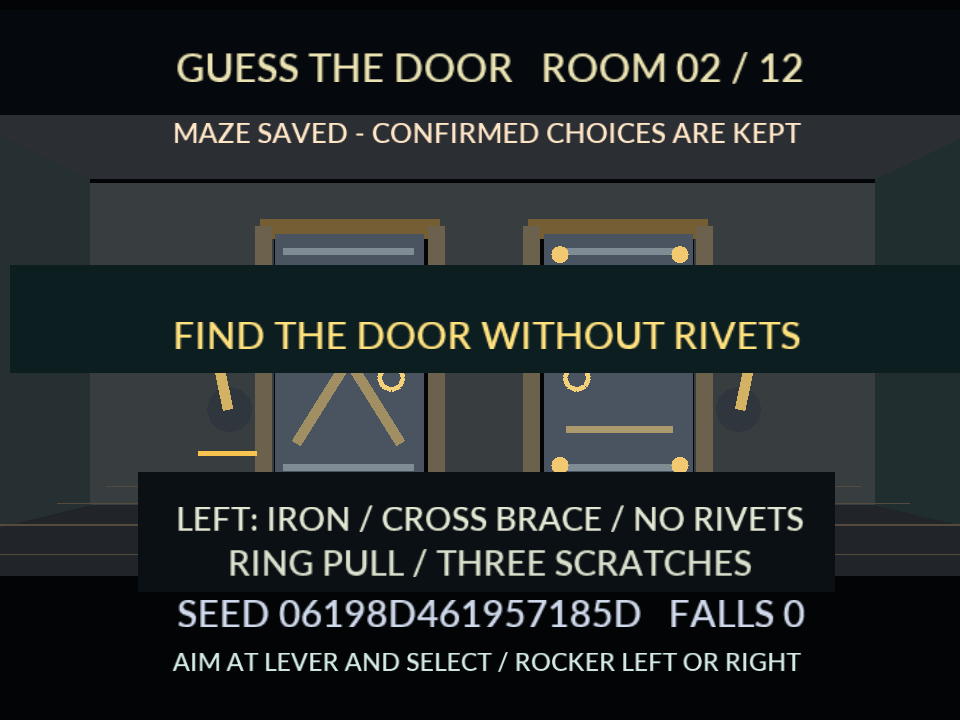 GUESS THE DOOR   ROOM 02 / 12
MAZE SAVED - CONFIRMED CHOICES ARE KEPT
FIND THE DOOR WITHOUT RIVETS
LEFT: IRON / CROSS BRACE / NO RIVETS
RING PULL / THREE SCRATCHES
SEED 06198D461957185D   FALLS 0
AIM AT LEVER AND SELECT / ROCKER LEFT OR RIGHT